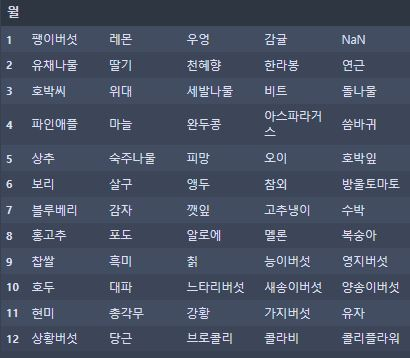 월
1 팽이버섯 레몬 우엉 감귤 NaN
2 유채나물 딸기 천혜향 한라봉 연근
3 호박씨 위대 세발나물 비트 돌나물
4 파인애플 마늘 완두콩 아스파라거스 씀바귀
5 상추 숙주나물 피망 오이 호박잎
6 보리 살구 앵두 참외 방울토마토
7 블루베리 감자 깻잎 고추냉이 수박
8 홍고추 포도 알로에 멜론 복숭아
9 찹쌀 흑미 칡 능이버섯 영지버섯
10 호두 대파 느타리버섯 새송이버섯 양송이버섯
11 현미 총각무 강황 가지버섯 유자
12 상황버섯 당근 브로콜리 콜라비 콜리플라워